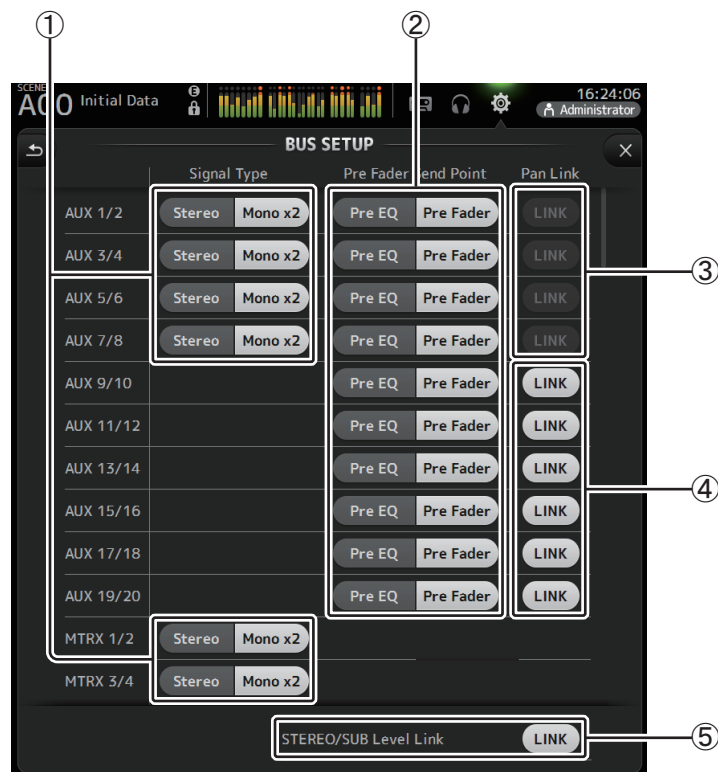 ① ②
SCENE
A00 Initial Data E 16:24:06
Administrator
BUS SETUP
Signal Type Pre Fader Send Point Pan Link
AUX 1/2 Stereo Mono x2 Pre EQ Pre Fader LINK
AUX 3/4 Stereo Mono x2 Pre EQ Pre Fader LINK
③
AUX 5/6 Stereo Mono x2 Pre EQ Pre Fader LINK
AUX 7/8 Stereo Mono x2 Pre EQ Pre Fader LINK
AUX 9/10 Pre EQ Pre Fader LINK
AUX 11/12 Pre EQ Pre Fader LINK
AUX 13/14 Pre EQ Pre Fader LINK
④
AUX 15/16 Pre EQ Pre Fader LINK
AUX 17/18 Pre EQ Pre Fader LINK
AUX 19/20 Pre EQ Pre Fader LINK
MTRX 1/2 Stereo Mono x2
MTRX 3/4 Stereo Mono x2
STEREO/SUB Level Link LINK ⑤